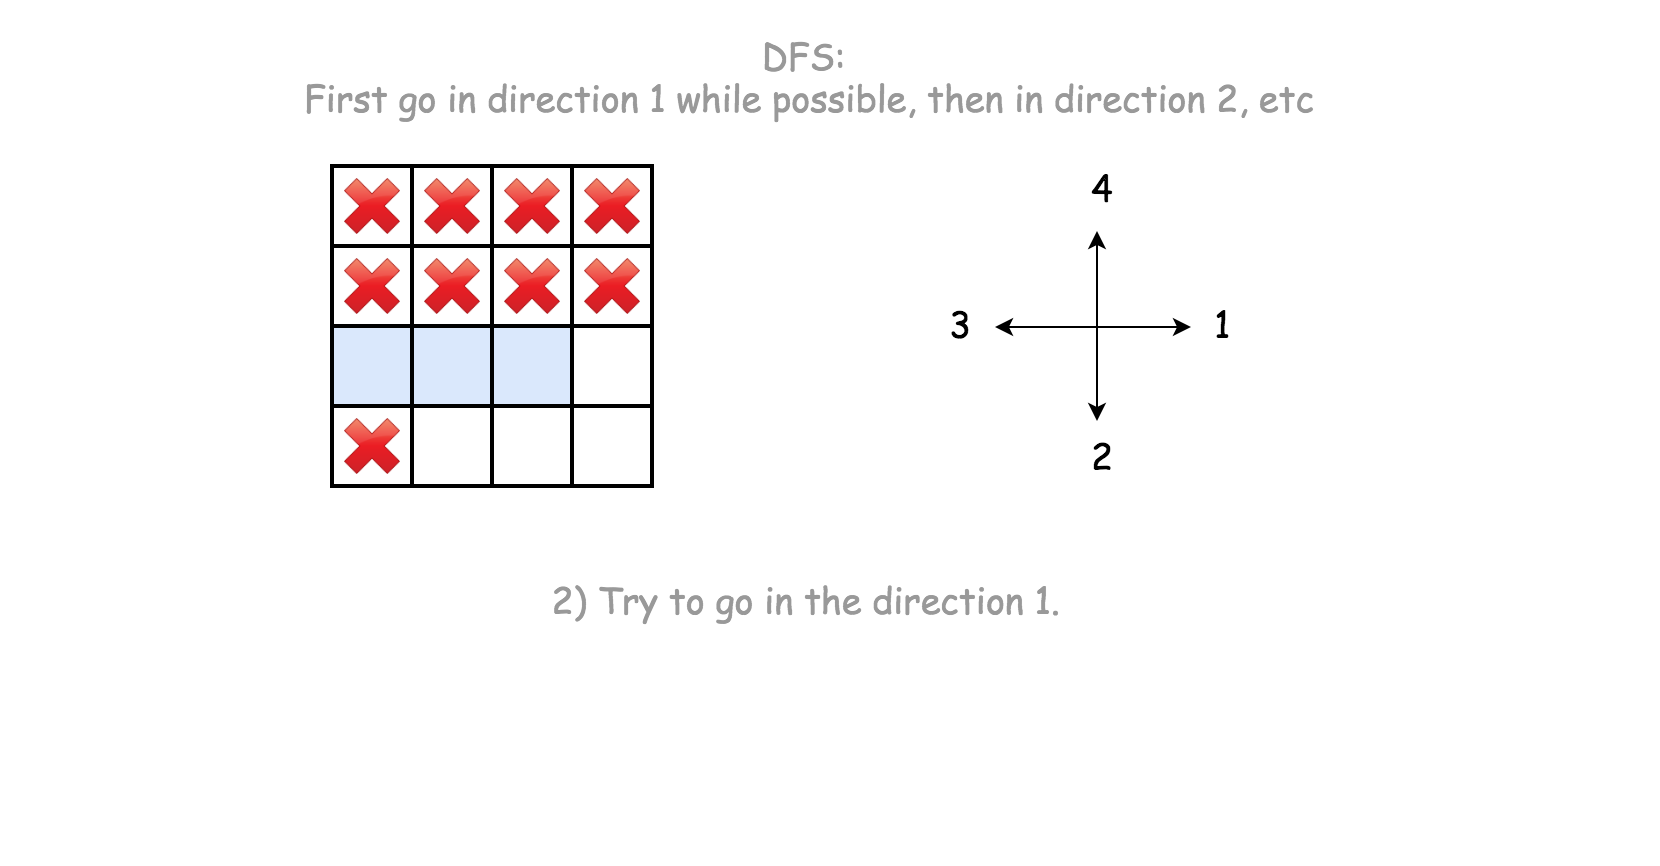 DFS:
First go in direction 1 while possible, then in direction 2, etc
4
3
1
2
2) Try to go in the direction 1.